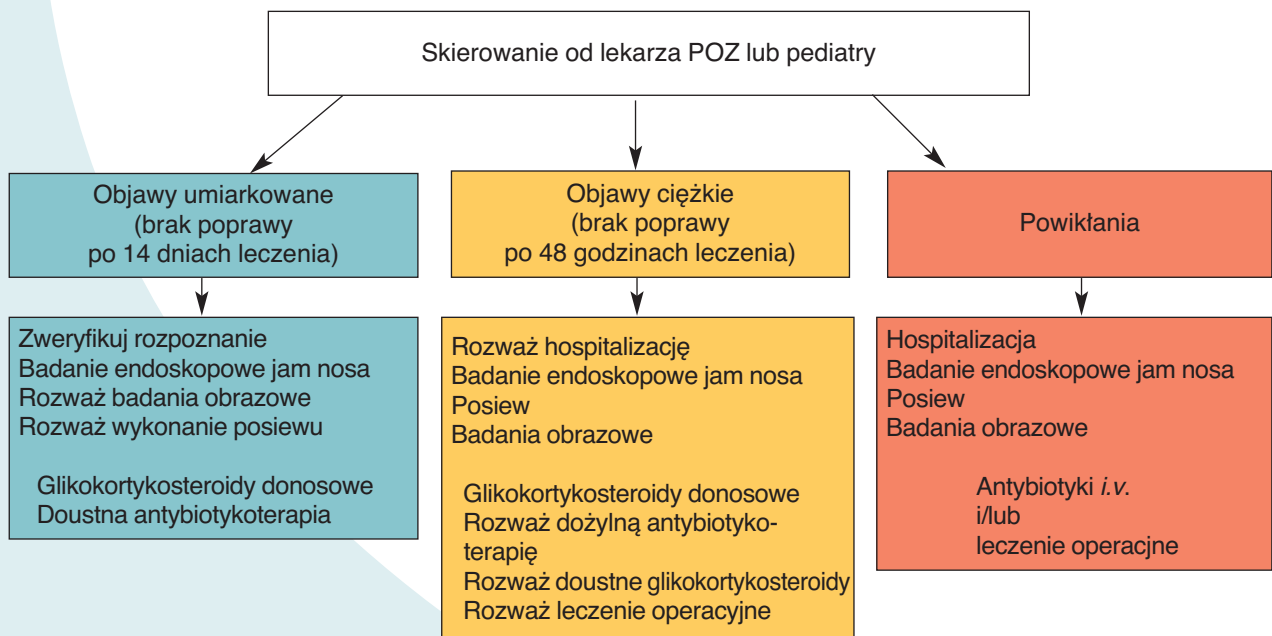 Skierowanie od lekarza POZ lub pediatry
Objawy umiarkowane
(brak poprawy
po 14 dniach leczenia)
Objawy ciężkie
(brak poprawy
po 48 godzinach leczenia)
Powikłania
Zweryfikuj rozpoznanie
Badanie endoskopowe jam nosa
Rozważ badania obrazowe
Rozważ wykonanie posiewu
Glikokortykosteroidy donosowe
Doustna antybiotykoterapia
Rozważ hospitalizację
Badanie endoskopowe jam nosa
Posiew
Badania obrazowe
Glikokortykosteroidy donosowe
Rozważ dożylną antybiotyko-
terapię
Rozważ doustne glikokortykosteroidy
Rozważ leczenie operacyjne
Hospitalizacja
Badanie endoskopowe jam nosa
Posiew
Badania obrazowe
Antybiotyki i.v.
i/lub
leczenie operacjne